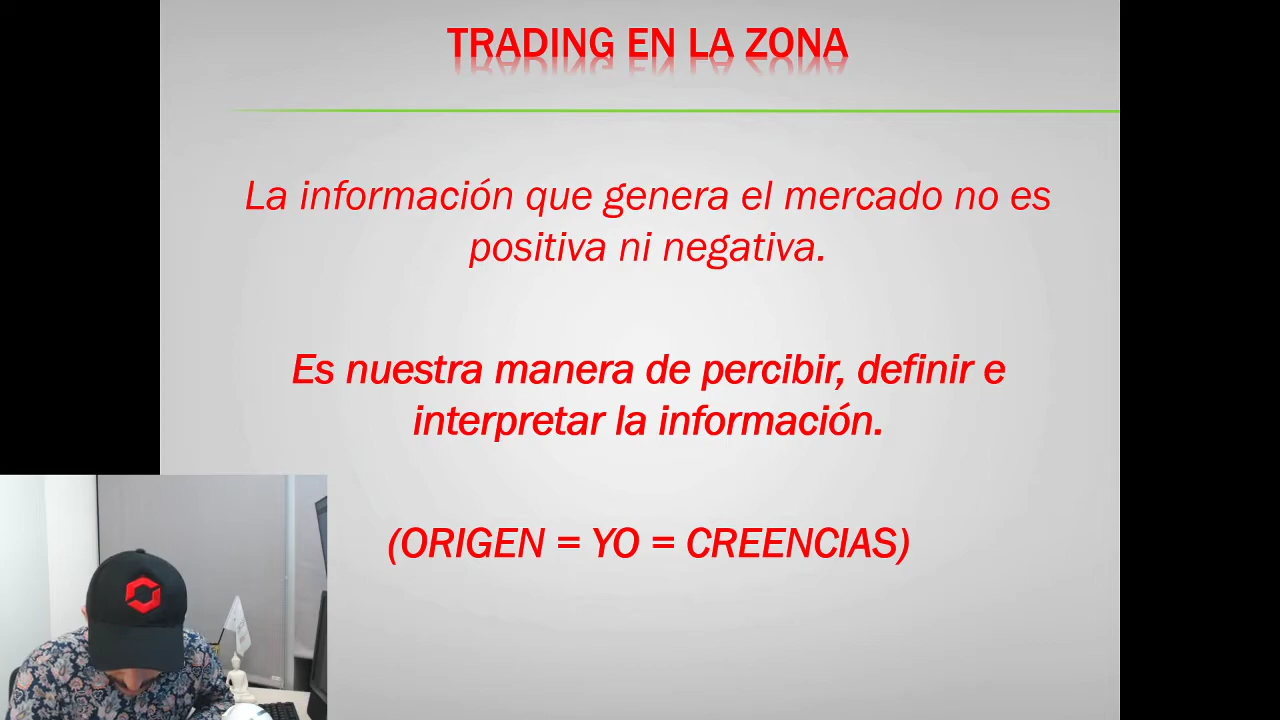 TRADING EN LA ZONA
La información que genera el mercado no es
positiva ni negativa.
Es nuestra manera de percibir, definir e
interpretar la información.
(ORIGEN = YO = CREENCIAS)